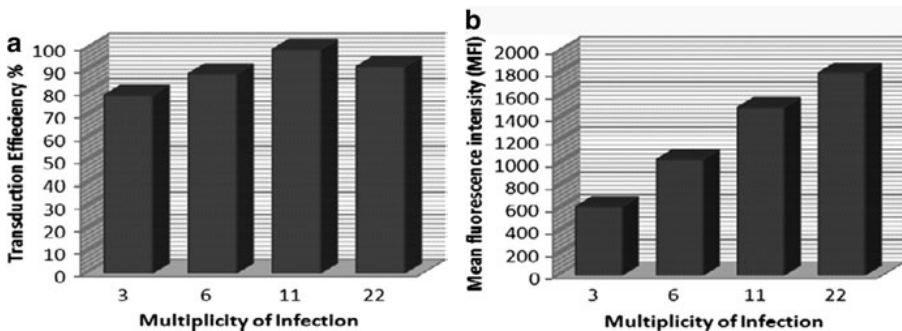 a
Transduction Effieciency %
100
90
80
70
60
50
40
30
20
10
0
3 6 11 22
Multiplicity of Infection
b
Mean fluorescence intensity (MFI)
2000
1800
1600
1400
1200
1000
800
600
400
200
0
3 6 11 22
Multiplicity of Infection